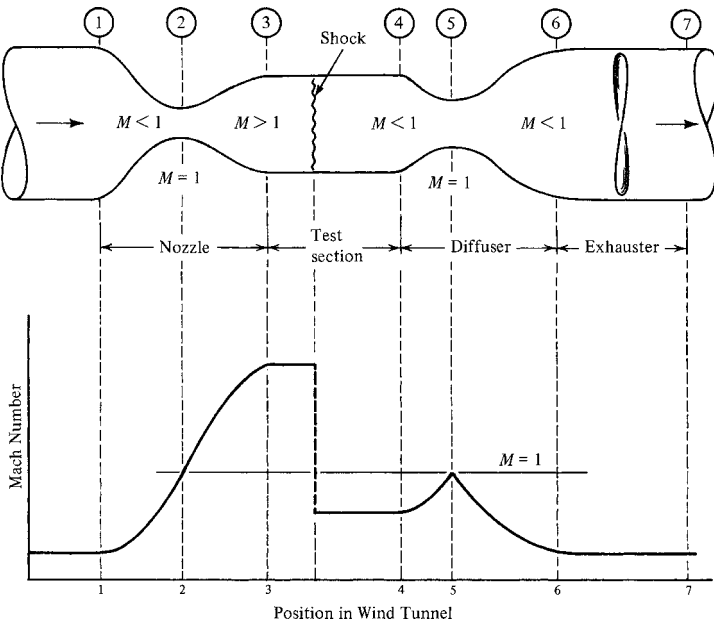 1 2 3 4 5 6 7
Shock
M < 1 M > 1 M < 1 M < 1
M = 1 M = 1
Nozzle Test section Diffuser Exhauster
Mach Number
M = 1
1 2 3 4 5 6 7
Position in Wind Tunnel